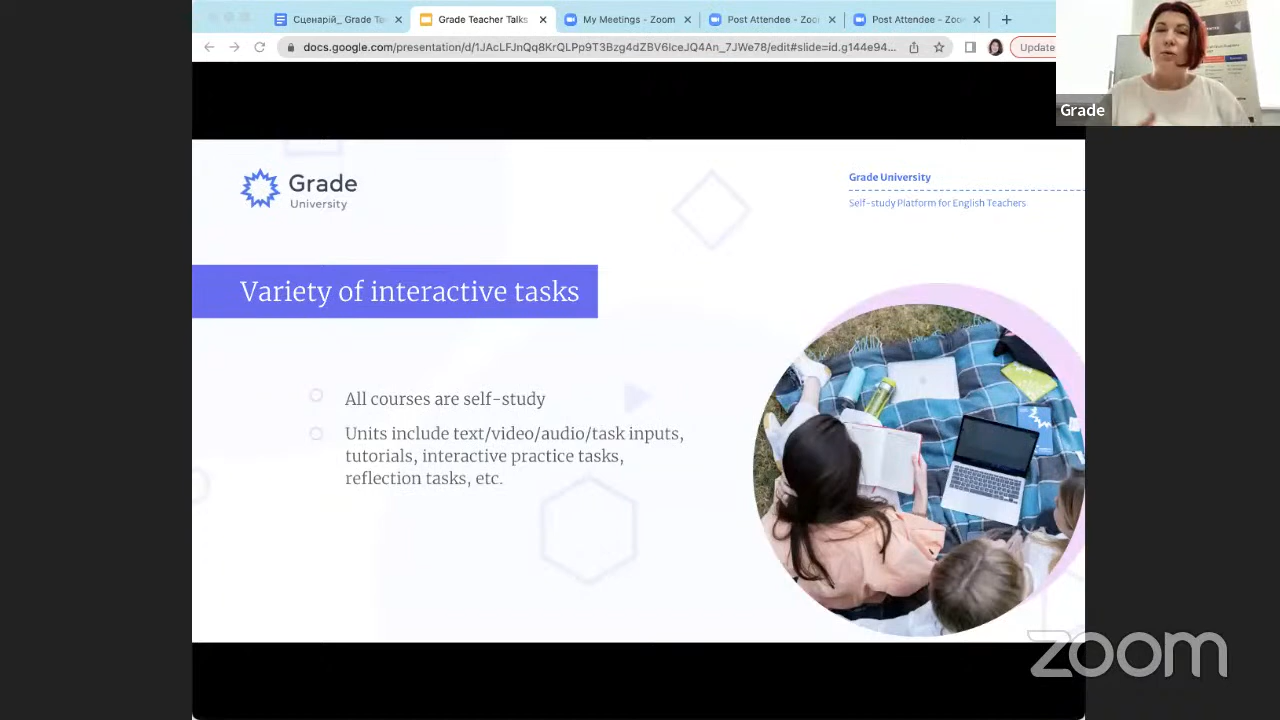 Сценарій_ Grade Te
Grade Teacher Talks
My Meetings - Zoom
Post Attendee - Zoo
Post Attendee - Zoo
docs.google.com/presentation/d/1JAcLFJnQq8KrQLPp9T3Bzg4dZBV6IceJQ4An_7JWe78/edit#slide=id.g144e94...
Update
Grade
Grade
University
Grade University
Self-study Platform for English Teachers
Variety of interactive tasks
All courses are self-study
Units include text/video/audio/task inputs,
tutorials, interactive practice tasks,
reflection tasks, etc.
zoom